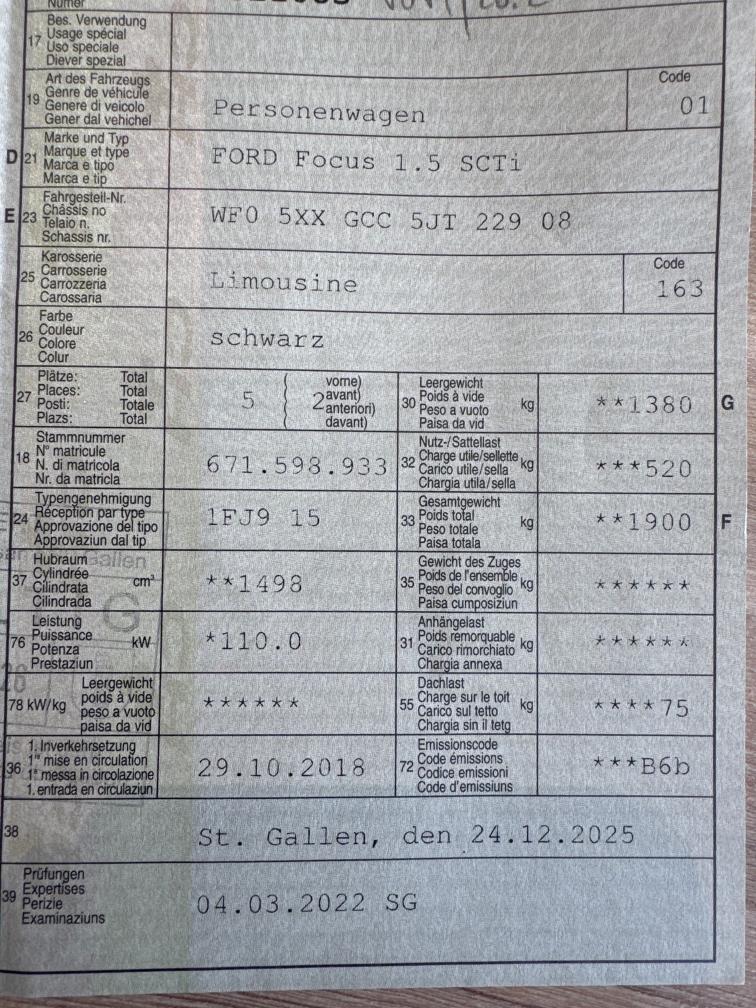 Numér
17 Bes. Verwendung
Usage spécial
Uso speciale
Diever spezial
19 Art des Fahrzeugs
Genre de véhicule
Genere di veicolo
Gener dal vehichel
Personenwagen
Code
01
D 21 Marke und Typ
Marque et type
Marca e tipo
Marca e tip
FORD Focus 1.5 SCTi
E 23 Fahrgestell-Nr.
Châssis no
Telaio n.
Schassis nr.
WF0 5XX GCC 5JT 229 08
25 Karosserie
Carrosserie
Carrozzeria
Carossaria
Limousine
Code
163
26 Farbe
Couleur
Colore
Colur
schwarz
27 Plätze: Total
Places: Total
Posti: Totale
Plazs: Total
5 ( 2 vorne)
avant)
anteriori)
davant)
30 Leergewicht
Poids à vide kg
Peso a vuoto
Paisa da vid
**1380 G
18 Stammnummer
N° matricule
N. di matricola
Nr. da matricla
671.598.933
32 Nutz-/Sattellast
Charge utile/sellette kg
Carico utile/sella
Chargia utila/sella
***520
24 Typengenehmigung
Réception par type
Approvazione del tipo
Approvaziun dal tip
1FJ9 15
33 Gesamtgewicht
Poids total kg
Peso totale
Paisa totala
**1900 F
37 Hubraum
Cylindrée cm³
Cilindrata
Cilindrada
**1498
35 Gewicht des Zuges
Poids de l'ensemble kg
Peso del convoglio
Paisa cumposiziun
******
76 Leistung
Puissance kW
Potenza
Prestaziun
*110.0
31 Anhängelast
Poids remorquable kg
Carico rimorchiato
Chargia annexa
******
78 kW/kg Leergewicht
poids à vide
peso a vuoto
paisa da vid
******
55 Dachlast
Charge sur le toit kg
Carico sul tetto
Chargia sin il tetg
****75
36 1. Inverkehrsetzung
1re mise en circulation
1a messa in circolazione
1. entrada en circulaziun
29.10.2018
72 Emissionscode
Code émissions
Codice emissioni
Code d'emissiuns
***B6b
38
St. Gallen, den 24.12.2025
39 Prüfungen
Expertises
Perizie
Examinaziuns
04.03.2022 SG